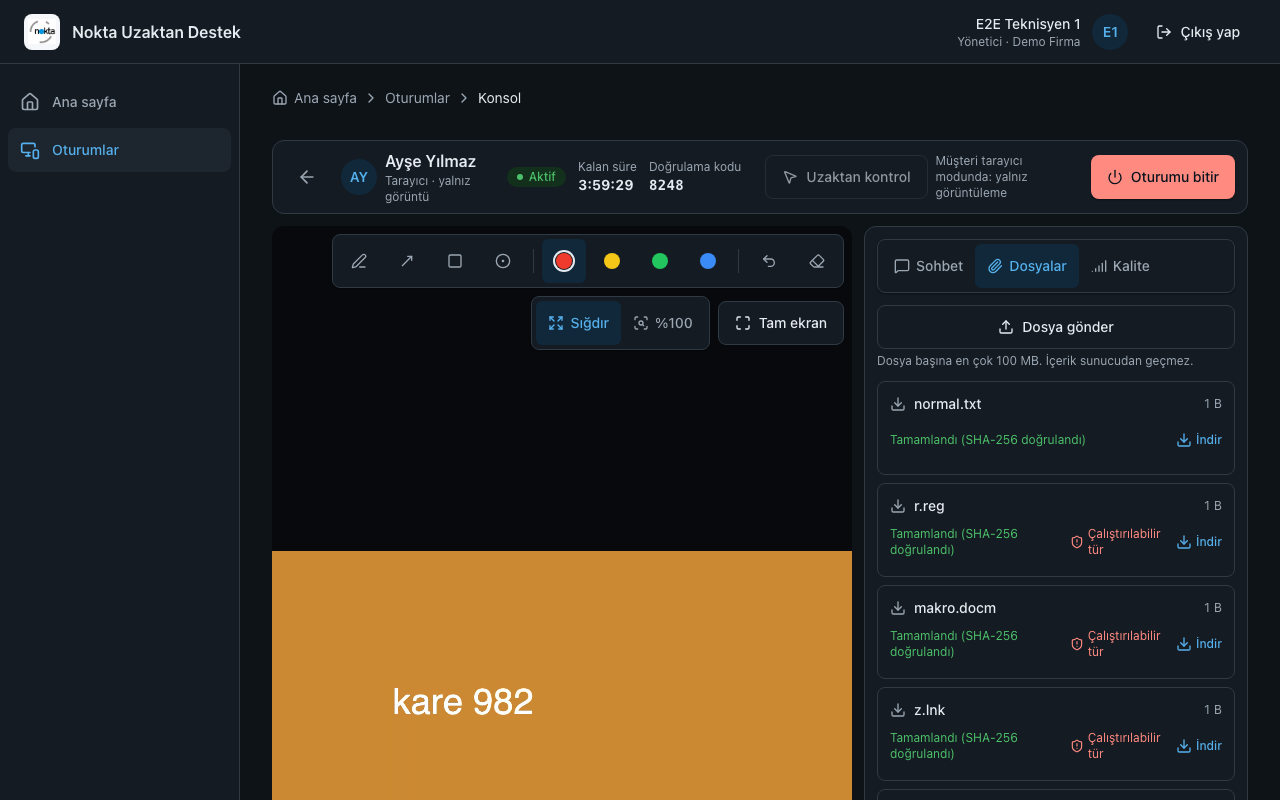 nokta
Nokta Uzaktan Destek
E2E Teknisyen 1
Yönetici · Demo Firma
E1
Çıkış yap
Ana sayfa
Oturumlar
Ana sayfa
Oturumlar
Konsol
AY
Ayşe Yılmaz
Tarayıcı · yalnız
görüntü
Aktif
Kalan süre
3:59:29
Doğrulama kodu
8248
Uzaktan kontrol
Müşteri tarayıcı
modunda: yalnız
görüntüleme
Oturumu bitir
Sığdır
%100
Tam ekran
kare 982
Sohbet
Dosyalar
Kalite
Dosya gönder
Dosya başına en çok 100 MB. İçerik sunucudan geçmez.
normal.txt
1 B
Tamamlandı (SHA-256 doğrulandı)
İndir
r.reg
1 B
Tamamlandı (SHA-256
doğrulandı)
Çalıştırılabilir
tür
İndir
makro.docm
1 B
Tamamlandı (SHA-256
doğrulandı)
Çalıştırılabilir
tür
İndir
z.lnk
1 B
Tamamlandı (SHA-256
doğrulandı)
Çalıştırılabilir
tür
İndir